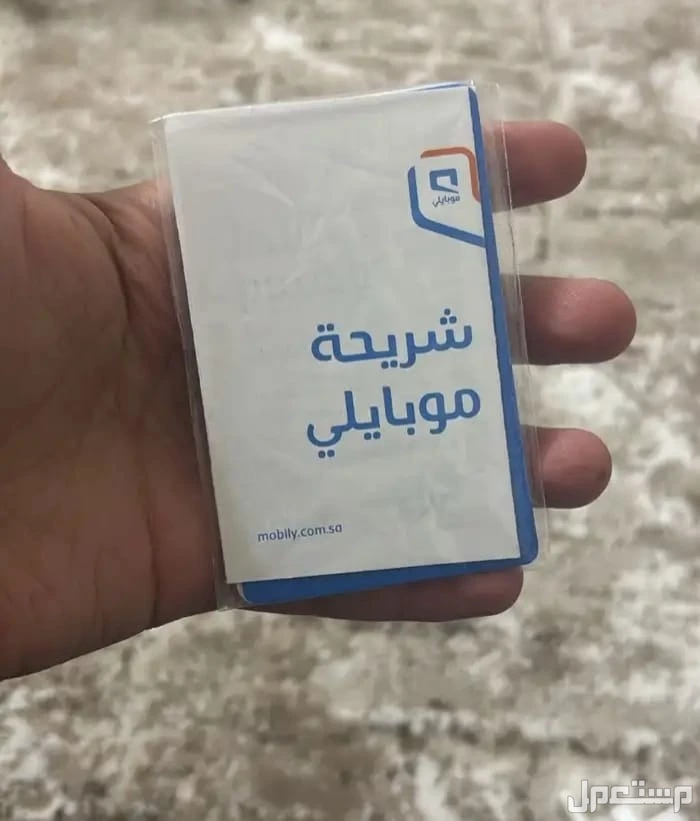 موبايلي
شريحة
موبايلي
mobily.com.sa
مستعمل